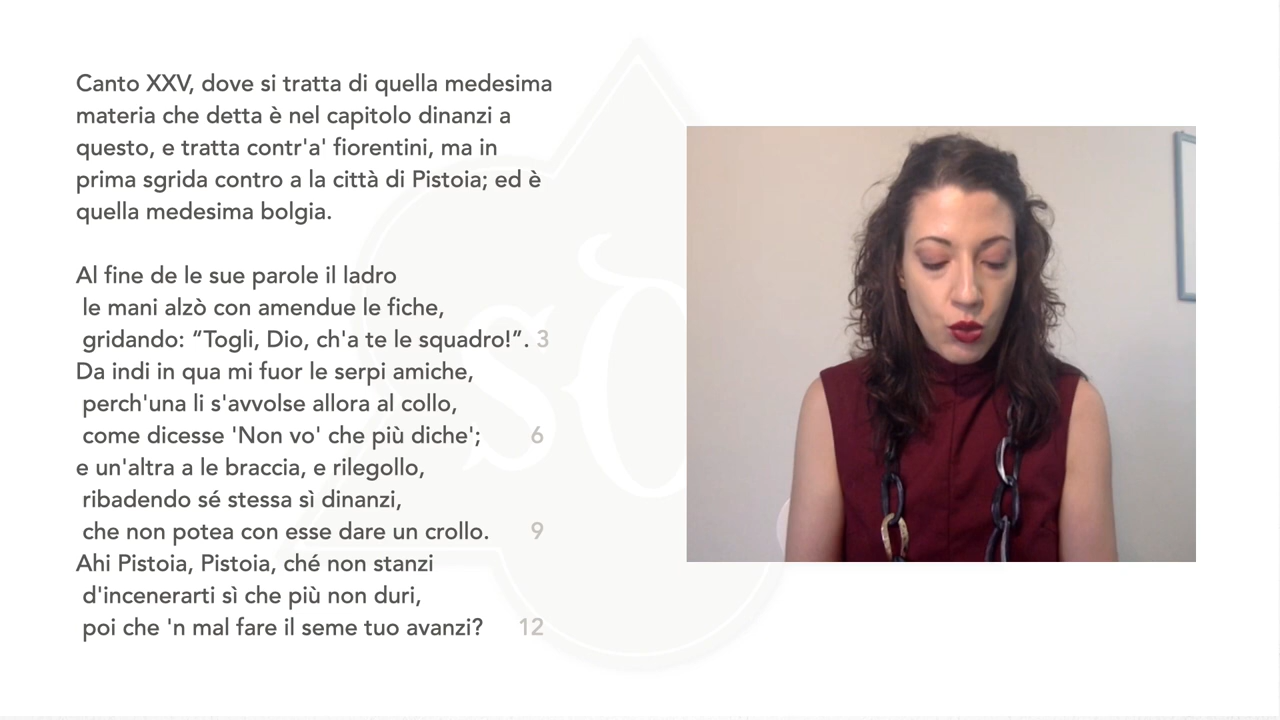 Canto XXV, dove si tratta di quella medesima
materia che detta è nel capitolo dinanzi a
questo, e tratta contr'a' fiorentini, ma in
prima sgrida contro a la città di Pistoia; ed è
quella medesima bolgia.
Al fine de le sue parole il ladro
le mani alzò con amendue le fiche,
gridando: “Togli, Dio, ch'a te le squadro!”. 3
Da indi in qua mi fuor le serpi amiche,
perch'una li s'avvolse allora al collo,
come dicesse 'Non vo' che più diche'; 6
e un'altra a le braccia, e rilegollo,
ribadendo sé stessa sì dinanzi,
che non potea con esse dare un crollo. 9
Ahi Pistoia, Pistoia, ché non stanzi
d'incenerarti sì che più non duri,
poi che 'n mal fare il seme tuo avanzi? 12